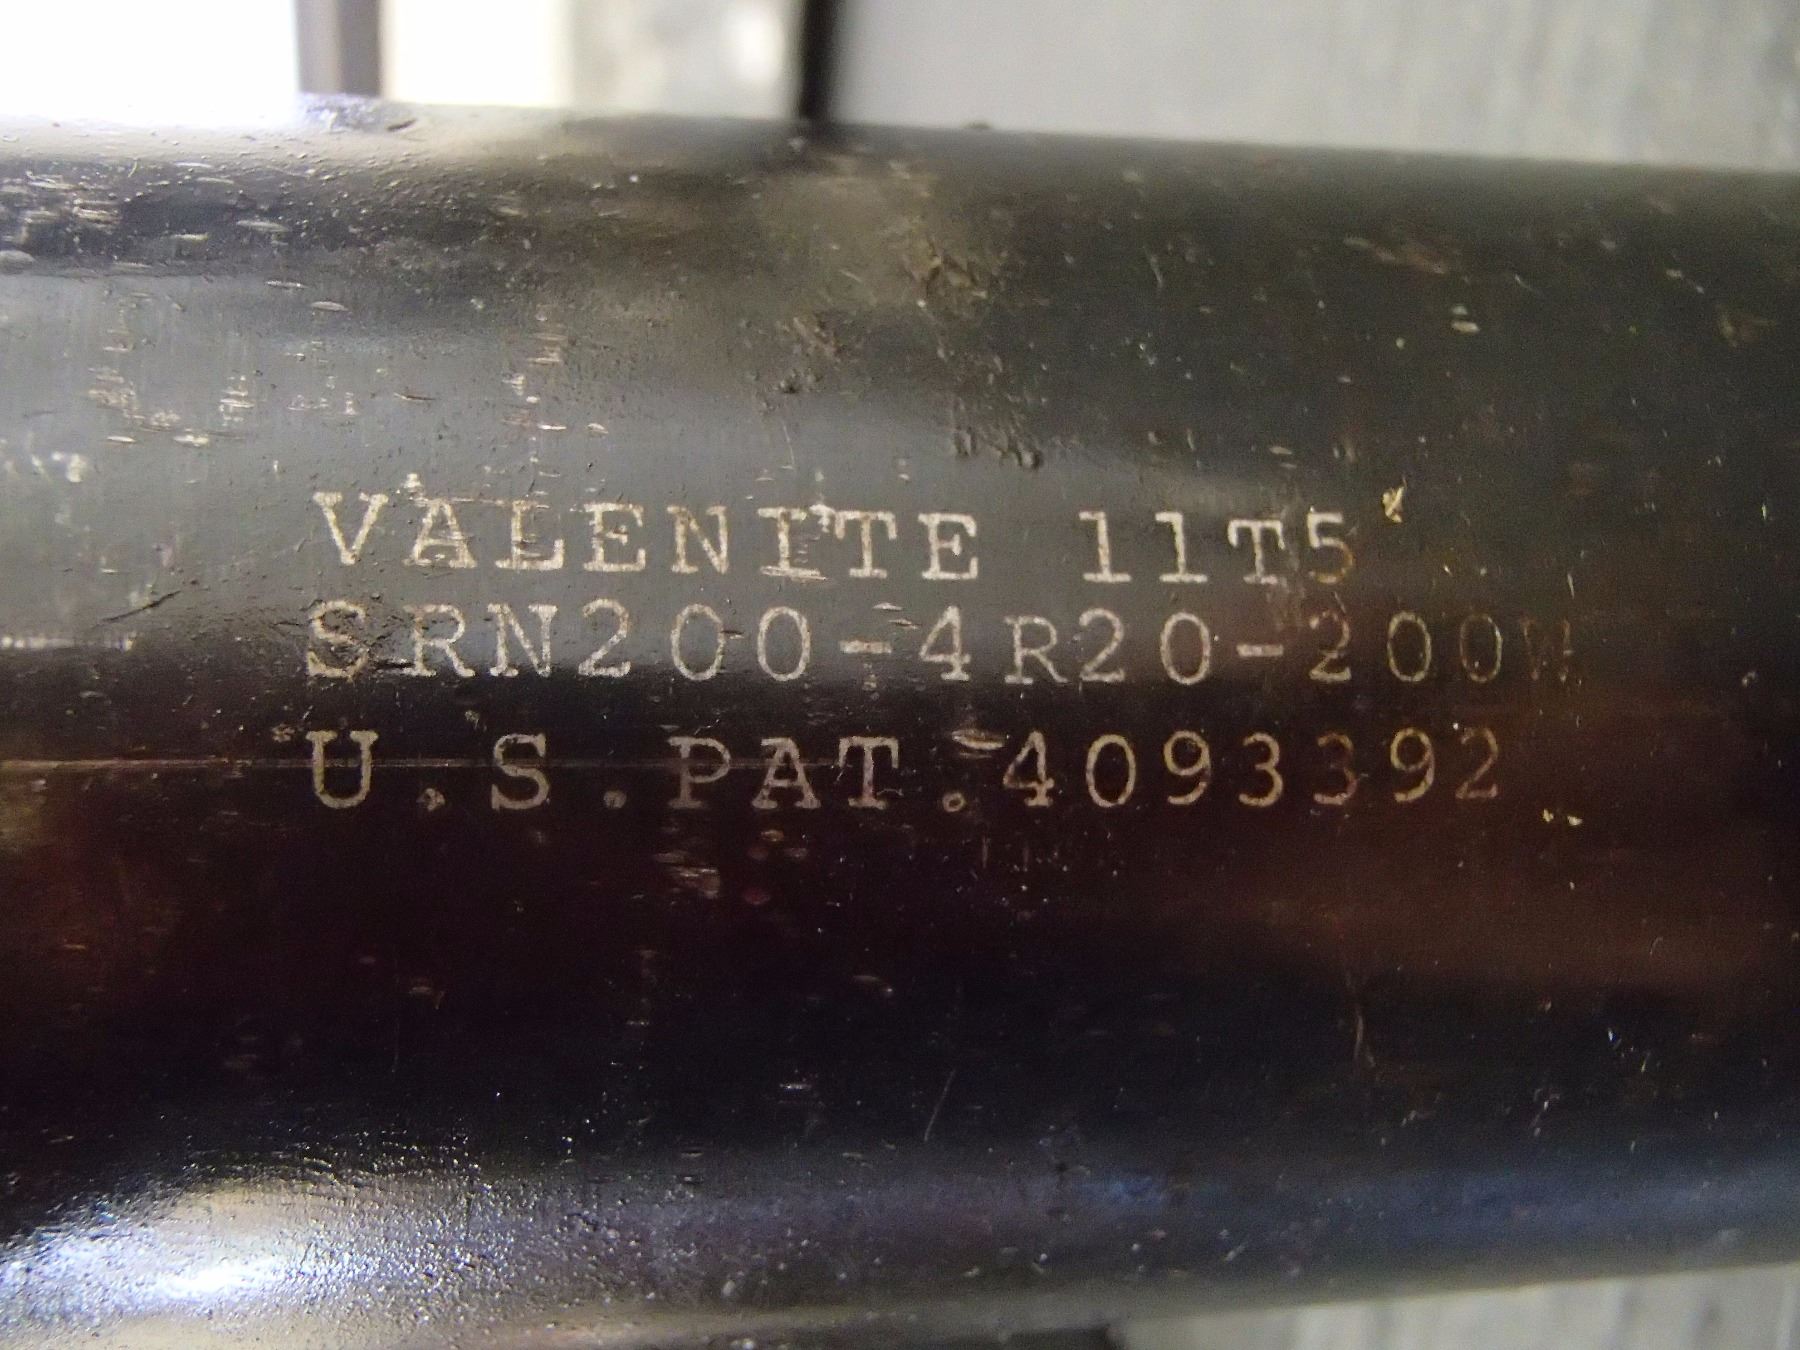 VALENITE 11T5
SRN200-4R20-200W
U.S.PAT.4093392